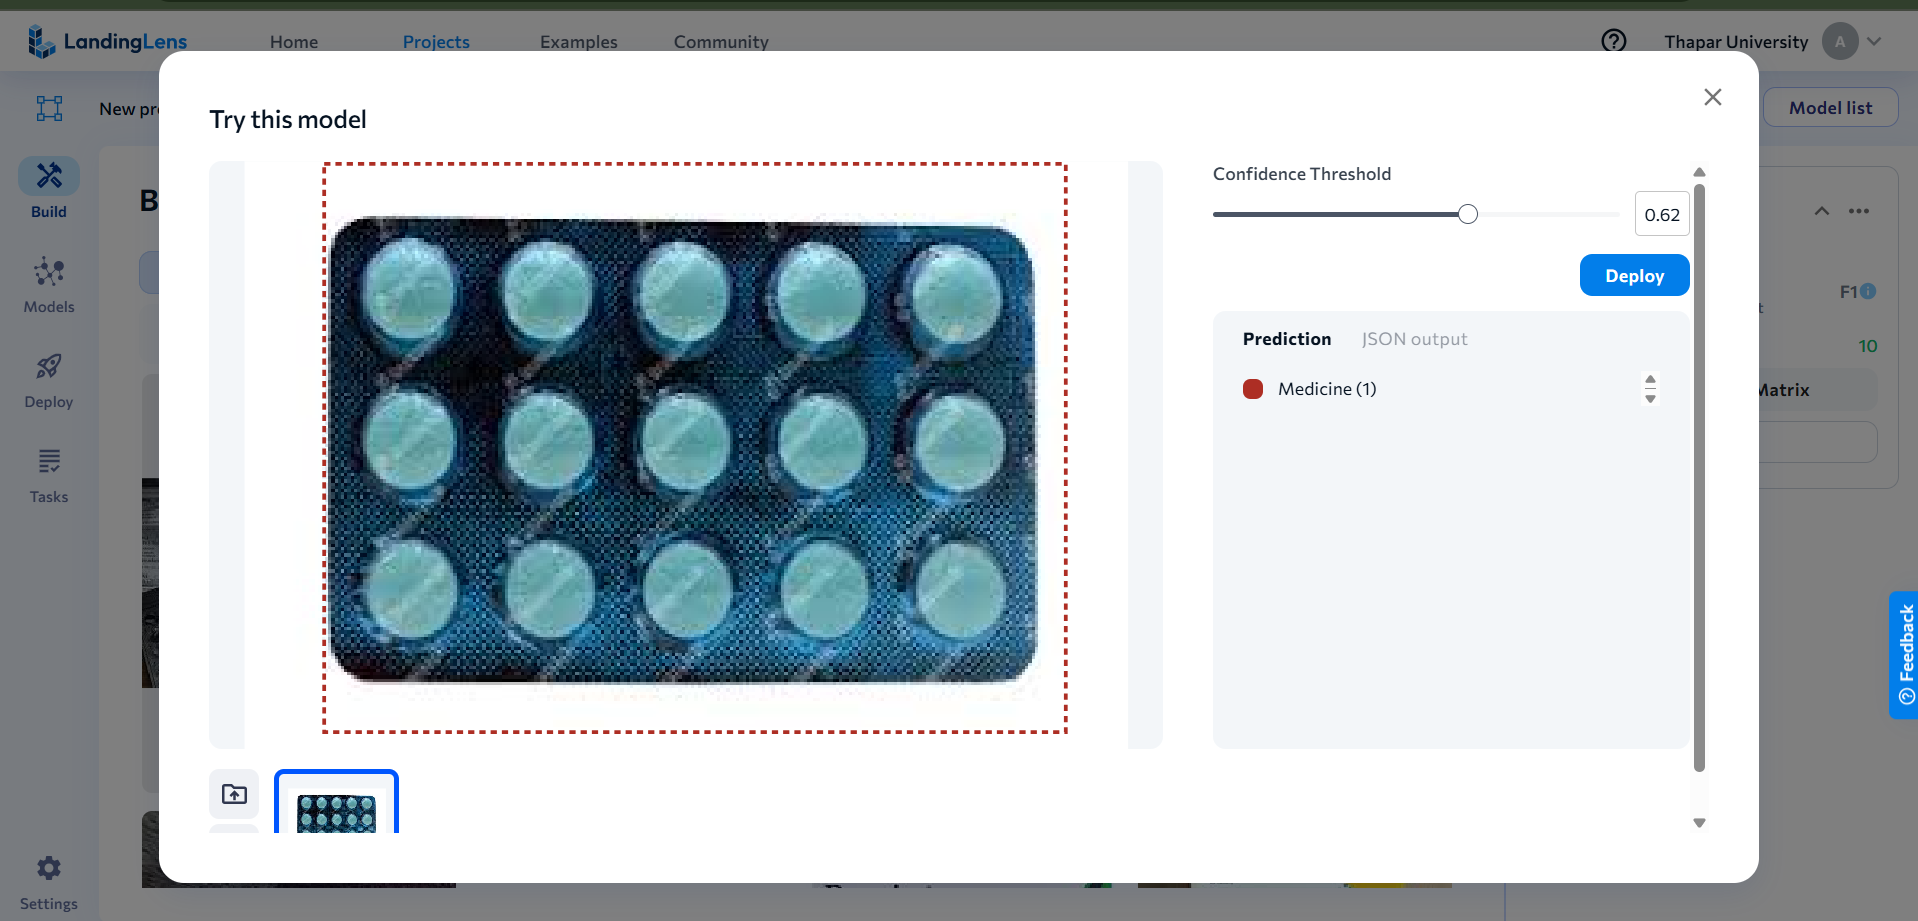 LandingLens
Home
Projects
Examples
Community
Thapar University
A
New pr
Model list
Try this model
Build
Models
Deploy
Tasks
Settings
B
Confidence Threshold
0.62
Deploy
Prediction
JSON output
Medicine (1)
F1
t
10
Matrix
Feedback